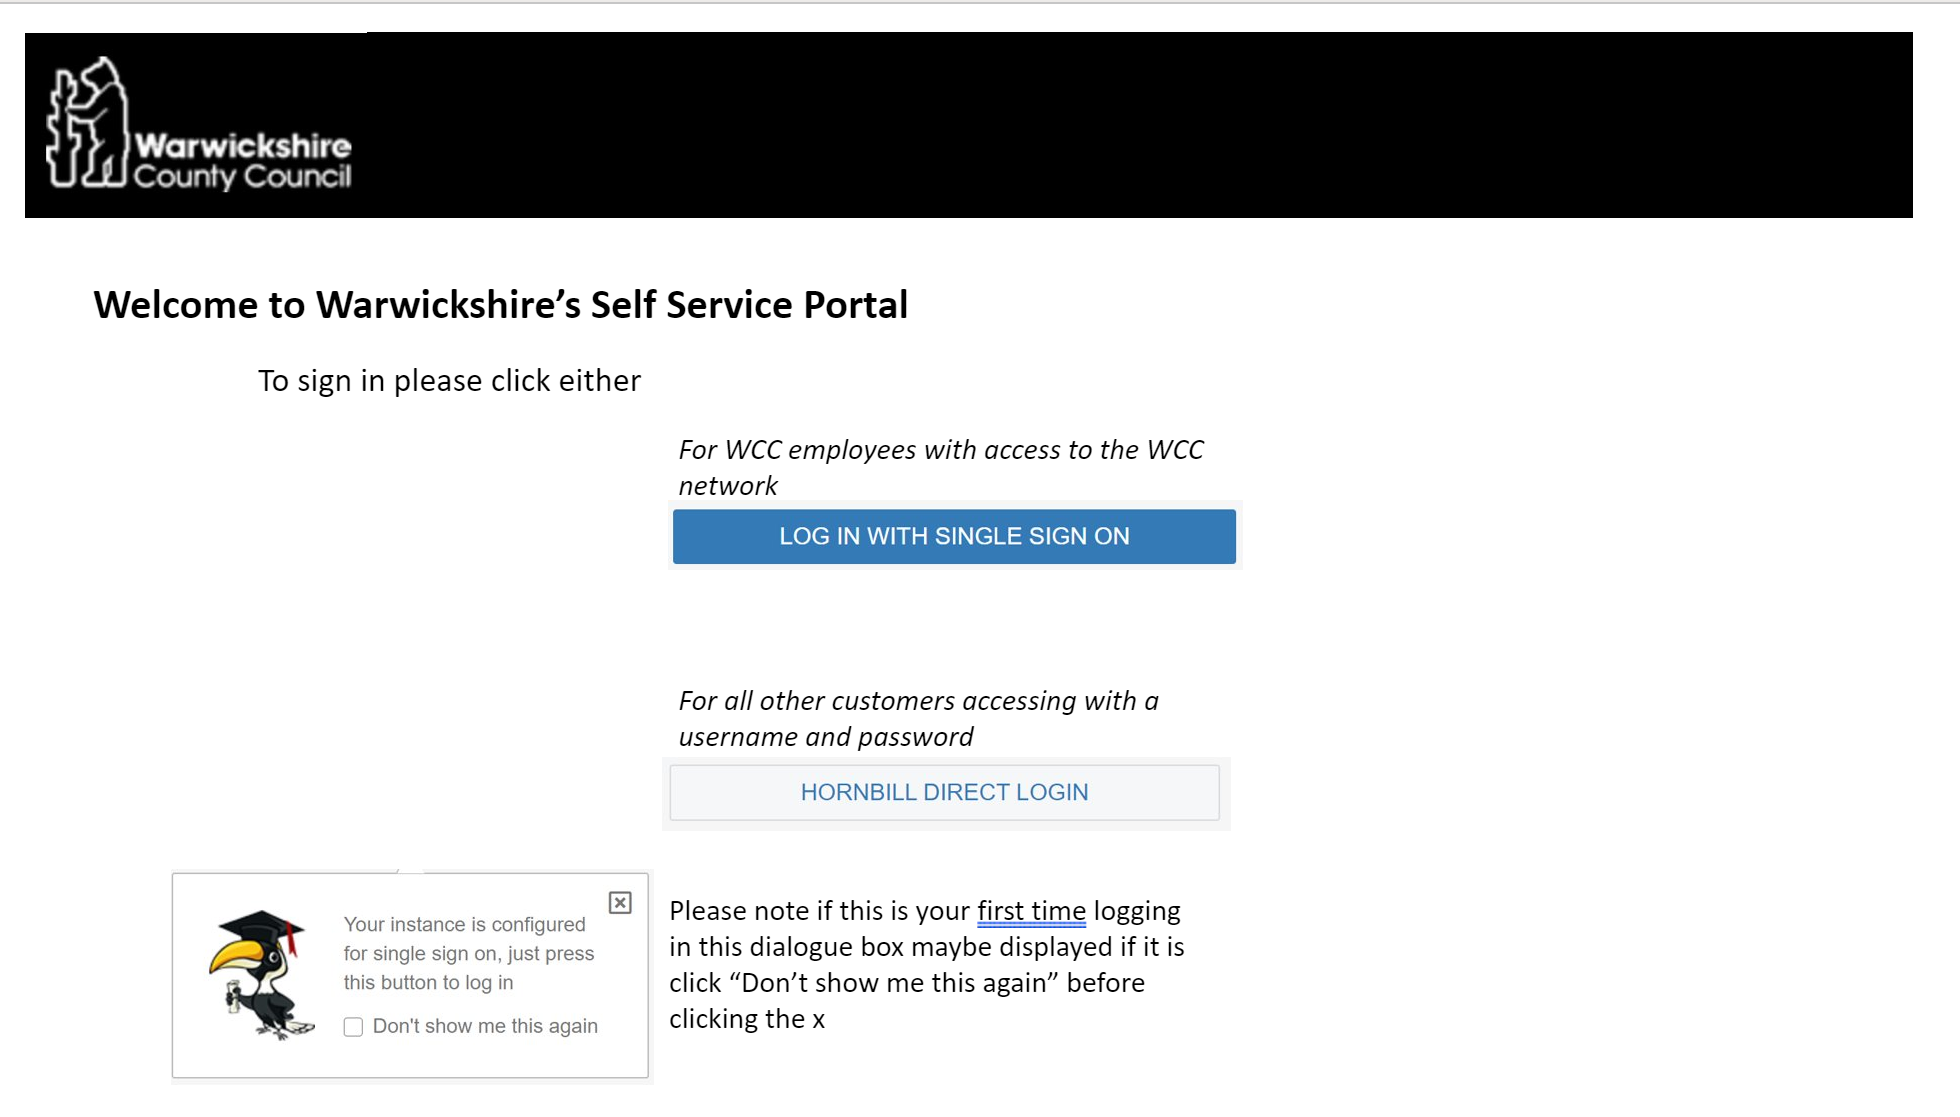 Warwickshire
County Council
Welcome to Warwickshire’s Self Service Portal
To sign in please click either
For WCC employees with access to the WCC
network
LOG IN WITH SINGLE SIGN ON
For all other customers accessing with a
username and password
HORNBILL DIRECT LOGIN
Your instance is configured
for single sign on, just press
this button to log in
Don't show me this again
Please note if this is your first time logging
in this dialogue box maybe displayed if it is
click “Don’t show me this again” before
clicking the x